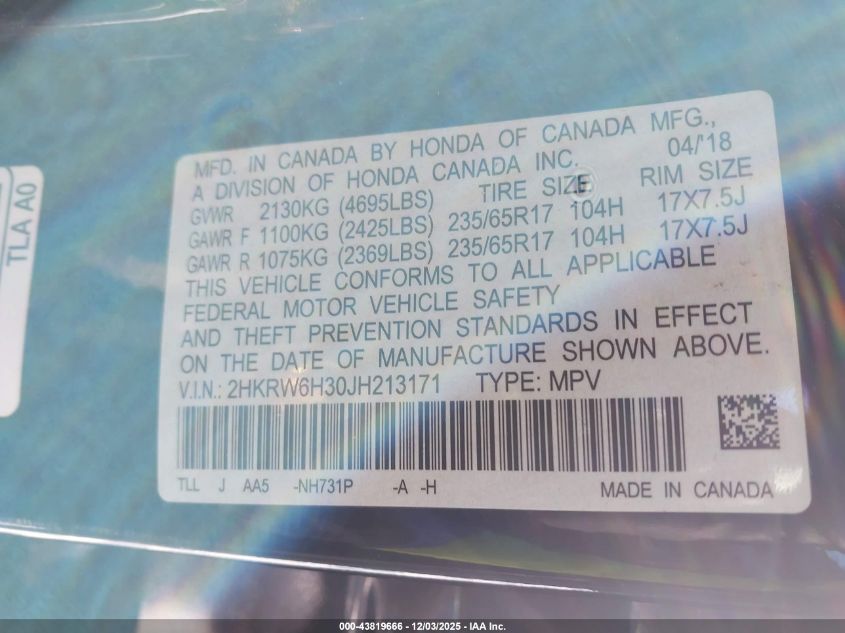 MFD. IN CANADA BY HONDA OF CANADA MFG.,
A DIVISION OF HONDA CANADA INC. 04/'18
GVWR 2130KG (4695LBS) TIRE SIZE RIM SIZE
GAWR F 1100KG (2425LBS) 235/65R17 104H 17X7.5J
GAWR R 1075KG (2369LBS) 235/65R17 104H 17X7.5J
THIS VEHICLE CONFORMS TO ALL APPLICABLE
FEDERAL MOTOR VEHICLE SAFETY
AND THEFT PREVENTION STANDARDS IN EFFECT
ON THE DATE OF MANUFACTURE SHOWN ABOVE.
V.I.N.: 2HKRW6H30JH213171 TYPE: MPV
TLL J AA5 -NH731P -A -H MADE IN CANADA
TLA A0
000-43819666 - 12/03/2025 - IAA Inc.